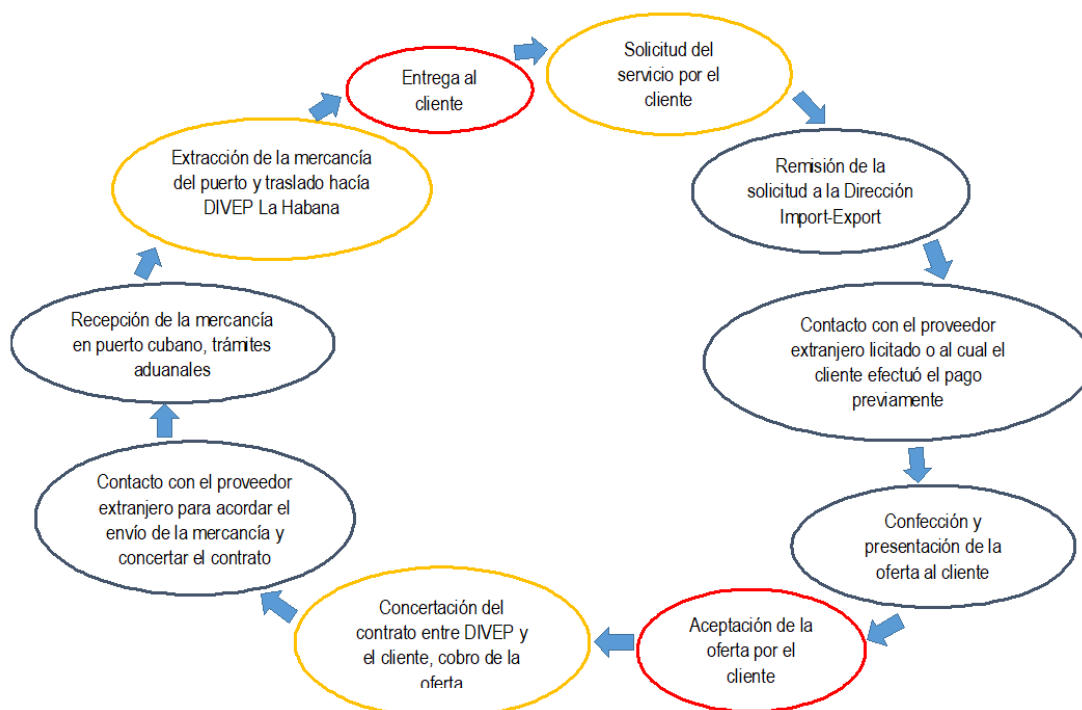 Entrega al
cliente
Solicitud del
servicio por el
cliente
Remisión de la
solicitud a la Dirección
Import-Export
Contacto con el proveedor
extranjero licitado o al cual el
cliente efectuó el pago
previamente
Confección y
presentación de la
oferta al cliente
Aceptación de la
oferta por el
cliente
Concertación del
contrato entre DIVEP y
el cliente, cobro de la
oferta
Contacto con el proveedor
extranjero para acordar el
envío de la mercancía y
concertar el contrato
Recepción de la mercancía
en puerto cubano, trámites
aduanales
Extracción de la mercancía
del puerto y traslado hacía
DIVEP La Habana